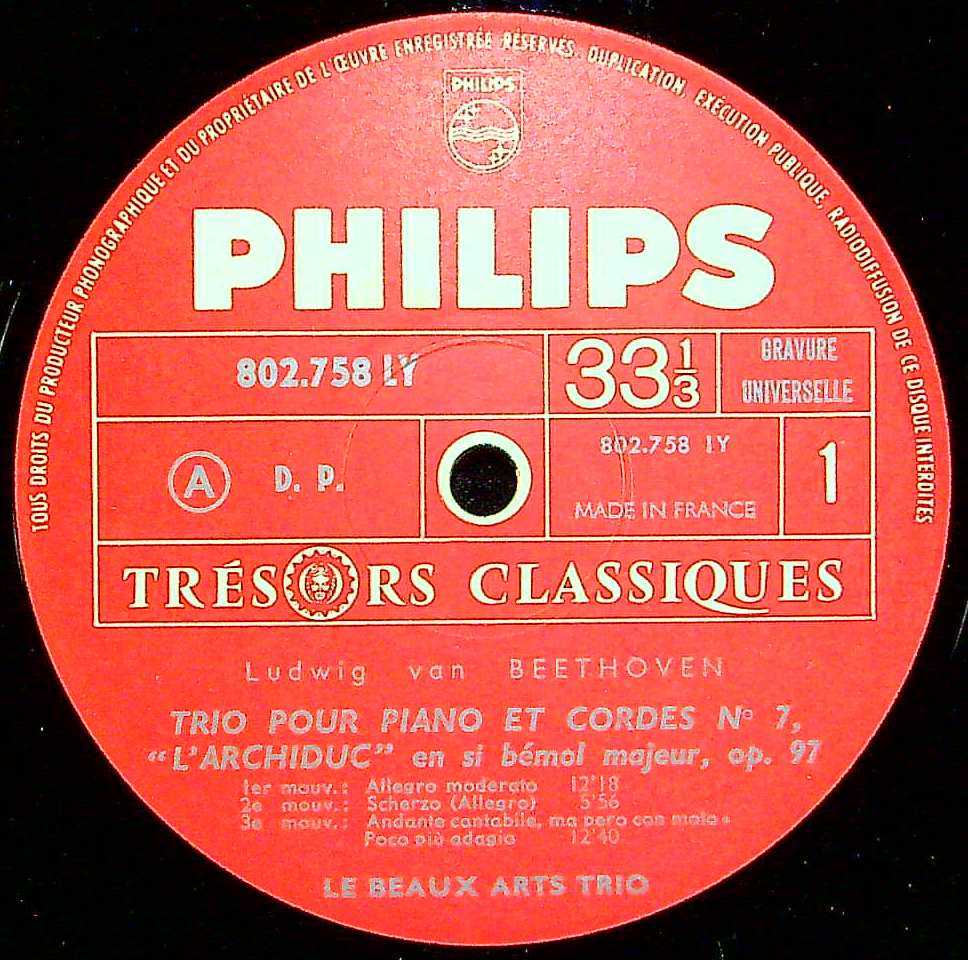 TOUS DROITS DU PRODUCTEUR PHONOGRAPHIQUE ET DU PROPRIÉTAIRE DE L'ŒUVRE ENREGISTRÉE RÉSERVÉS. DUPLICATION, EXÉCUTION PUBLIQUE, RADIODIFFUSION DE CE DISQUE INTERDITES
PHILIPS
PHILIPS
802.758 LY
33 1/3
GRAVURE
UNIVERSELLE
A D. P.
802.758 1Y
MADE IN FRANCE
1
TRÉSORS CLASSIQUES
Ludwig van BEETHOVEN
TRIO POUR PIANO ET CORDES No 7,
"L'ARCHIDUC" en si bémol majeur, op. 97
1er mouv.: Allegro moderato 12'18
2e mouv.: Scherzo (Allegro) 5'56
3e mouv.: Andante cantabile, ma pero con moto -
Poco più adagio 12'40
LE BEAUX ARTS TRIO